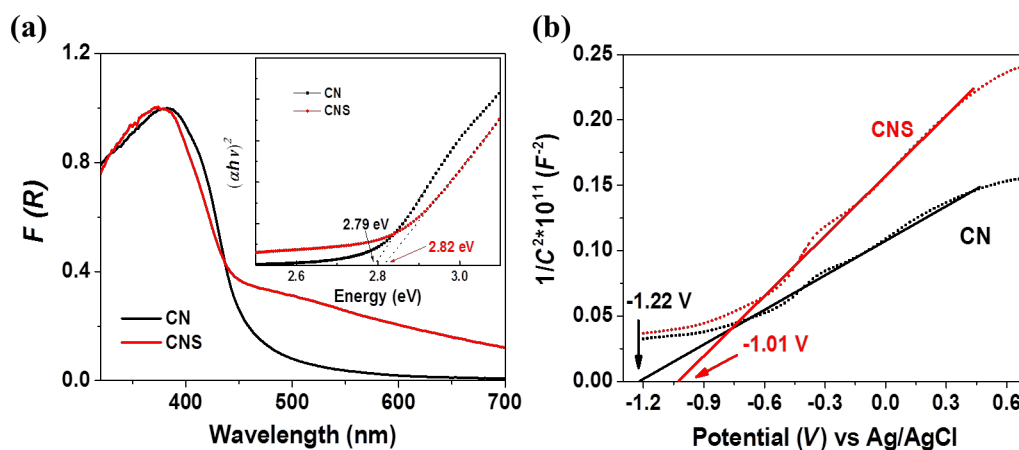 (a)
1.2
0.8
0.4
0.0
F (R)
400
500
600
700
Wavelength (nm)
CN
CNS
CN
CNS
(αhν)²
2.79 eV
2.82 eV
2.6
2.8
3.0
Energy (eV)
(b)
0.25
0.20
0.15
0.10
0.05
0.00
1/C²*10¹¹ (F⁻²)
CNS
CN
-1.22 V
-1.01 V
-1.2
-0.9
-0.6
-0.3
0.0
0.3
0.6
Potential (V) vs Ag/AgCl